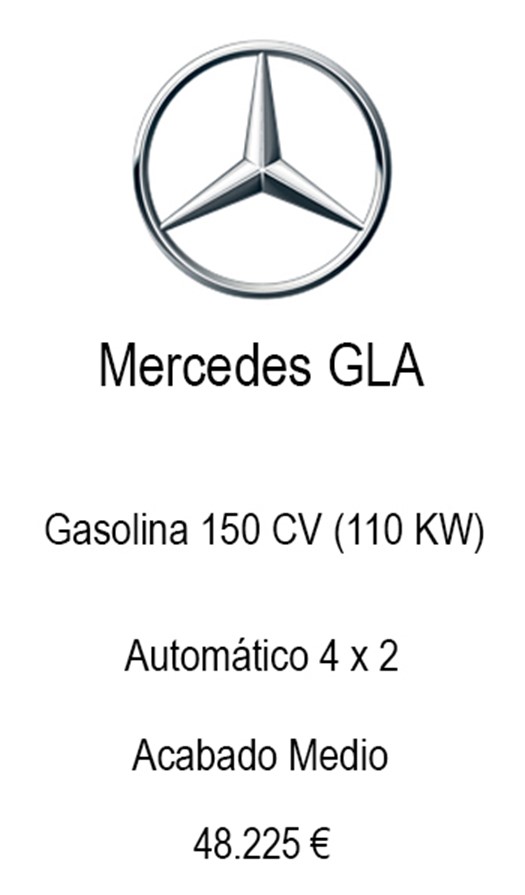 Mercedes GLA
Gasolina 150 CV (110 KW)
Automático 4 x 2
Acabado Medio
48.225 €